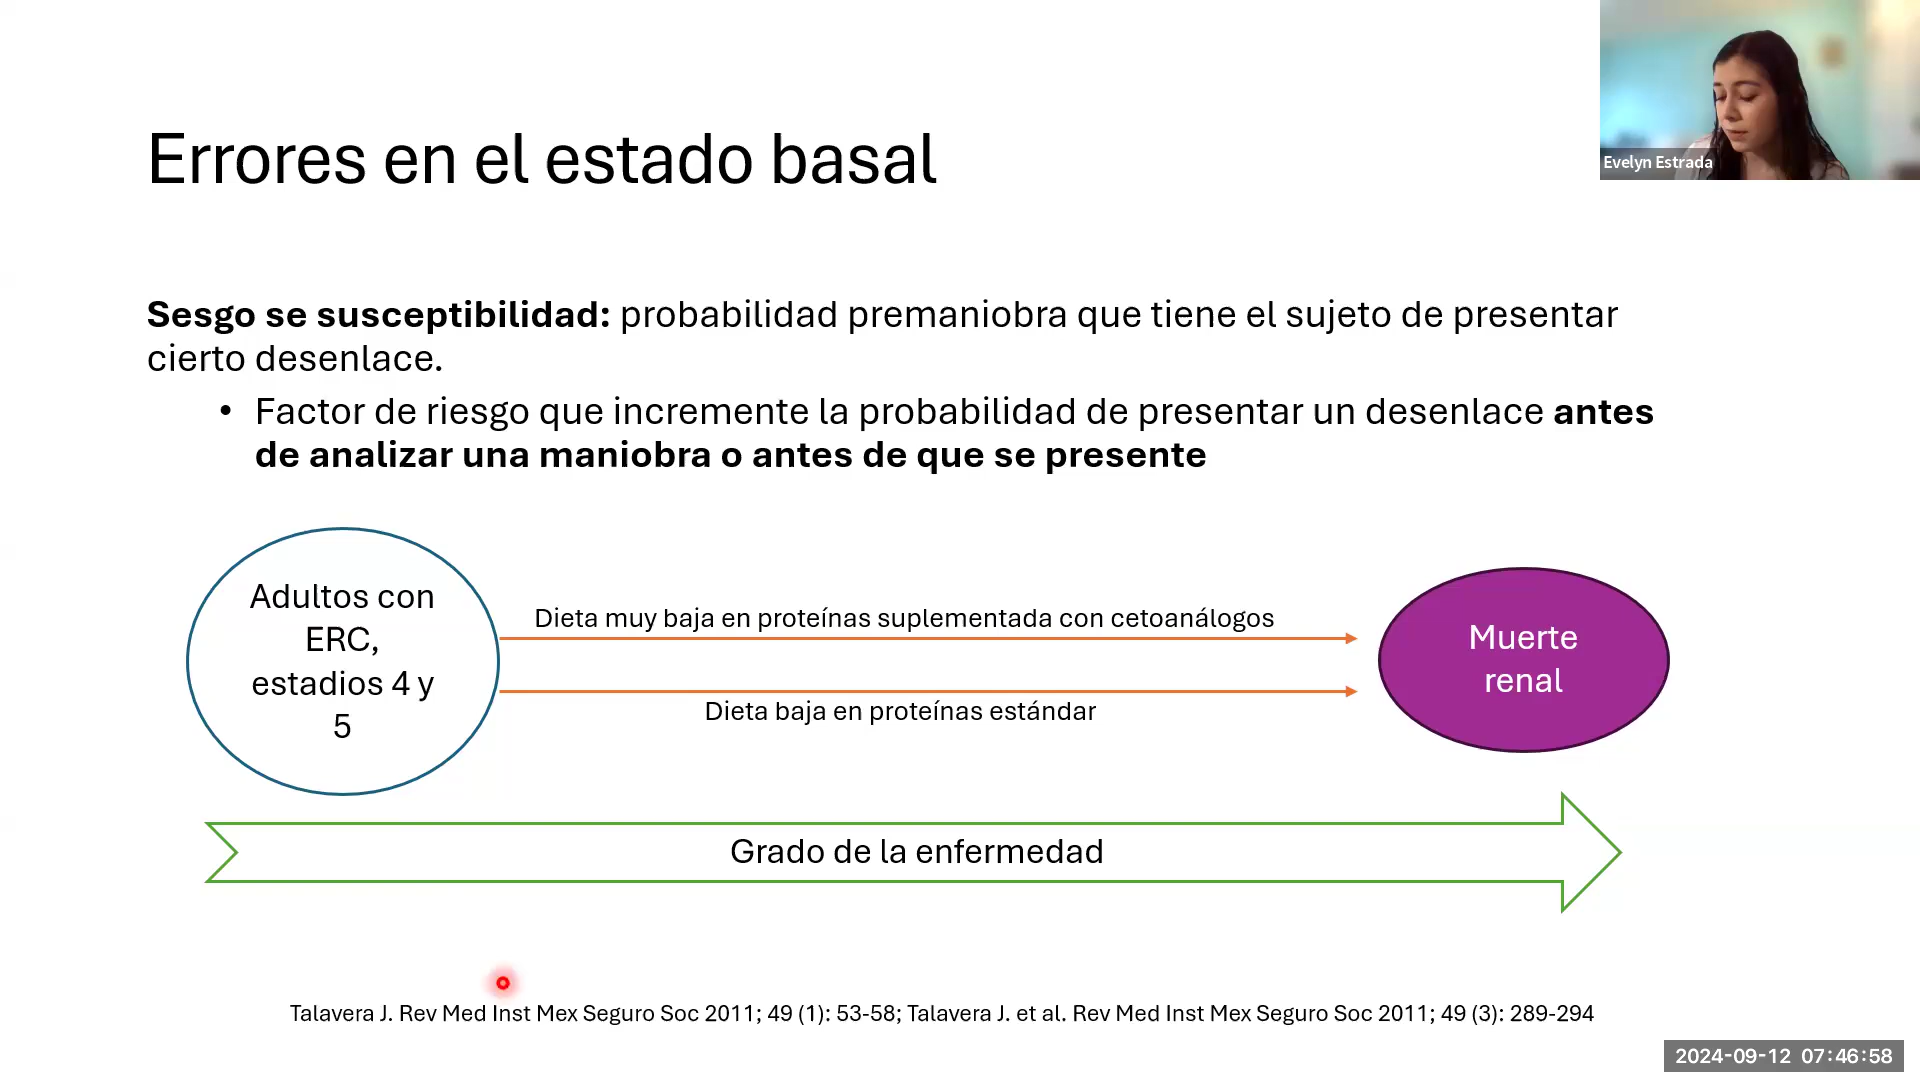 Evelyn Estrada
Errores en el estado basal
Sesgo se susceptibilidad: probabilidad premaniobra que tiene el sujeto de presentar
cierto desenlace.
• Factor de riesgo que incremente la probabilidad de presentar un desenlace antes
de analizar una maniobra o antes de que se presente
Adultos con
ERC,
estadios 4 y
5
Dieta muy baja en proteínas suplementada con cetoanálogos
Dieta baja en proteínas estándar
Muerte
renal
Grado de la enfermedad
Talavera J. Rev Med Inst Mex Seguro Soc 2011; 49 (1): 53-58; Talavera J. et al. Rev Med Inst Mex Seguro Soc 2011; 49 (3): 289-294
2024-09-12 07:46:58